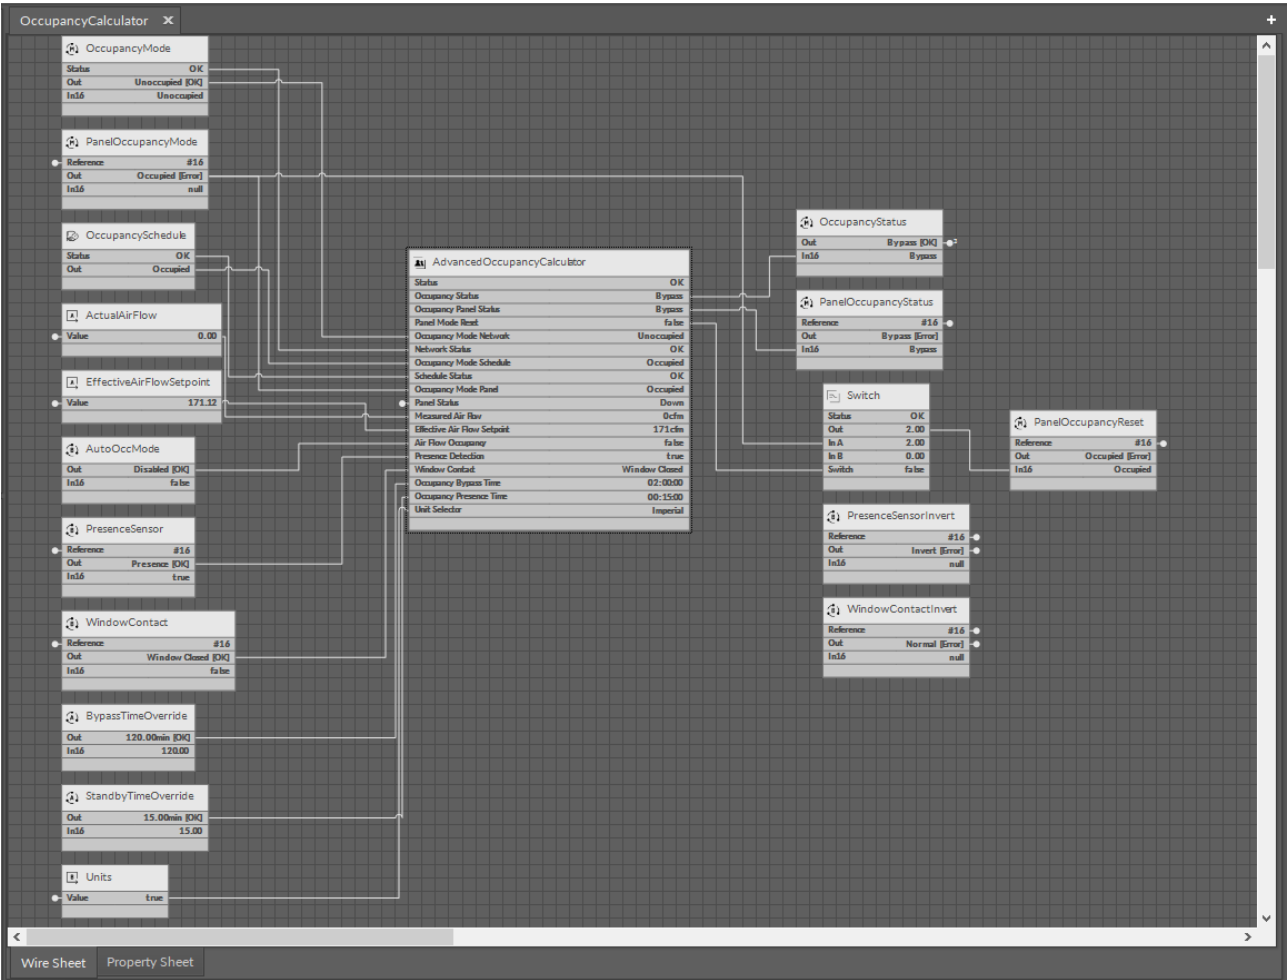 OccupancyCalculator ×
+
OccupancyMode
Status OK
Out Unoccupied [OK]
In16 Unoccupied
PanelOccupancyMode
Reference #16
Out Occupied [Error]
In16 null
OccupancySchedule
Status OK
Out Occupied
ActualAirFlow
Value 0.00
EffectiveAirFlowSetpoint
Value 171.12
AutoOccMode
Out Disabled [OK]
In16 false
PresenceSensor
Reference #16
Out Presence [OK]
In16 true
WindowContact
Reference #16
Out Window Closed [OK]
In16 false
BypassTimeOverride
Out 120.00min [OK]
In16 120.00
StandbyTimeOverride
Out 15.00min [OK]
In16 15.00
Units
Value true
AdvancedOccupancyCalculator
Status OK
Occupancy Status Bypass
Occupancy Panel Status Bypass
Panel Mode Reset false
Occupancy Mode Network Unoccupied
Network Status OK
Occupancy Mode Schedule Occupied
Schedule Status OK
Occupancy Mode Panel Occupied
Panel Status Down
Measured Air Flow 0cfm
Effective Air Flow Setpoint 171cfm
Air Flow Occupancy false
Presence Detection true
Window Contact Window Closed
Occupancy Bypass Time 02:00:00
Occupancy Presence Time 00:15:00
Unit Selector Imperial
OccupancyStatus
Out Bypass [OK] 2
In16 Bypass
PanelOccupancyStatus
Reference #16
Out Bypass [Error]
In16 Bypass
Switch
Status OK
Out 2.00
In A 2.00
In B 0.00
Switch false
PanelOccupancyReset
Reference #16
Out Occupied [Error]
In16 Occupied
PresenceSensorInvert
Reference #16
Out Invert [Error]
In16 null
WindowContactInvert
Reference #16
Out Normal [Error]
In16 null
Wire Sheet Property Sheet